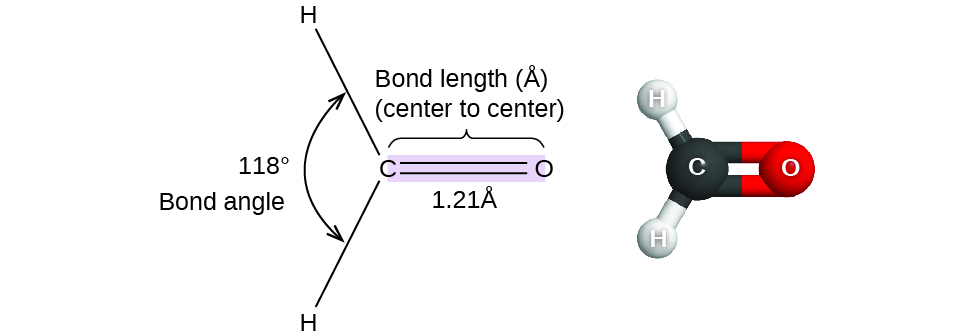 H
Bond length (Å)
(center to center)
118°
Bond angle
C
O
1.21Å
H
H
C
O
H